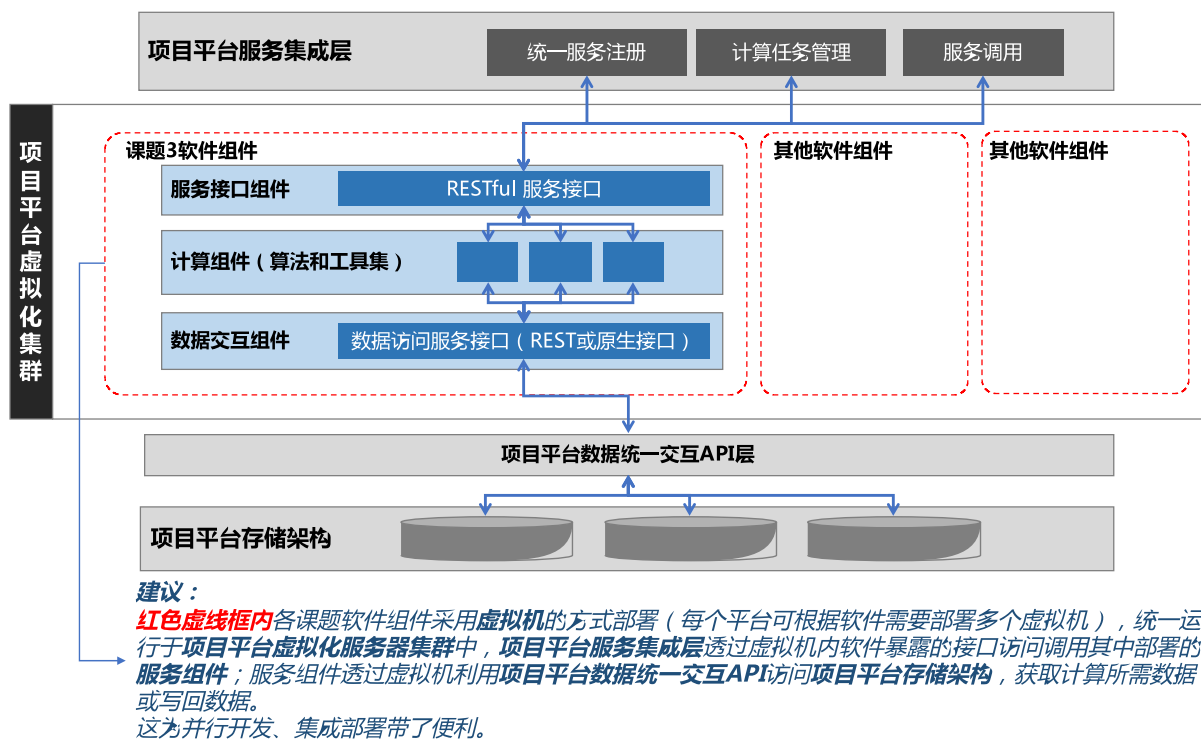 项目平台服务集成层
统一服务注册
计算任务管理
服务调用
项目平台虚拟化集群
课题3软件组件
其他软件组件
其他软件组件
服务接口组件
RESTful 服务接口
计算组件（算法和工具集）
数据交互组件
数据访问服务接口（REST或原生接口）
项目平台数据统一交互API层
项目平台存储架构
建议：
红色虚线框内各课题软件组件采用虚拟机的方式部署（每个平台可根据软件需要部署多个虚拟机），统一运
行于项目平台虚拟化服务器集群中，项目平台服务集成层透过虚拟机内软件暴露的接口访问调用其中部署的
服务组件；服务组件透过虚拟机利用项目平台数据统一交互API访问项目平台存储架构，获取计算所需数据
或写回数据。
这为并行开发、集成部署带了便利。